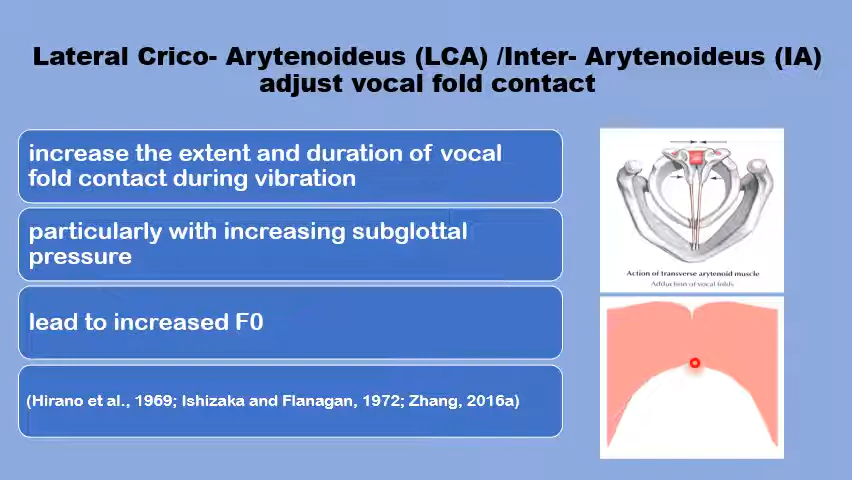 Lateral Crico- Arytenoideus (LCA) /Inter- Arytenoideus (IA)
adjust vocal fold contact
increase the extent and duration of vocal
fold contact during vibration
particularly with increasing subglottal
pressure
lead to increased F0
(Hirano et al., 1969; Ishizaka and Flanagan, 1972; Zhang, 2016a)
Action of transverse arytenoid muscle
Adduction of vocal folds